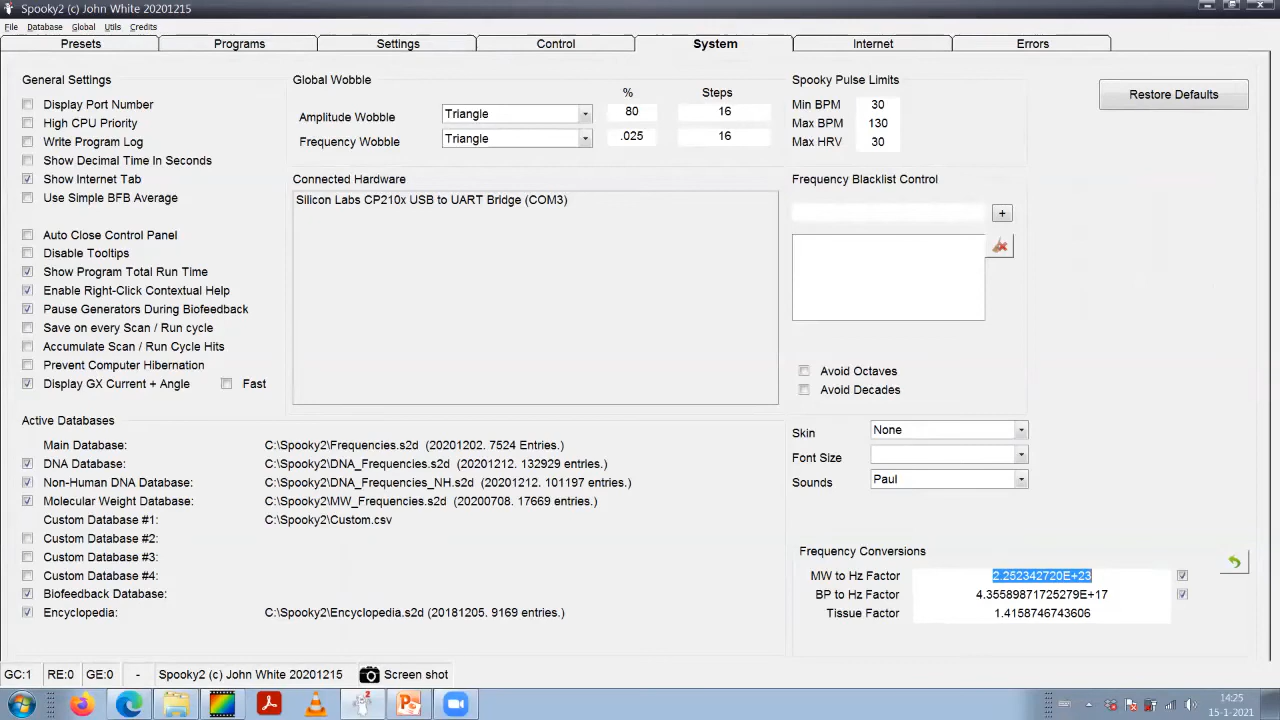 Spooky2 (c) John White 20201215
File Database Global Utils Credits
Presets Programs Settings Control System Internet Errors
General Settings
Display Port Number
High CPU Priority
Write Program Log
Show Decimal Time In Seconds
Show Internet Tab
Use Simple BFB Average
Auto Close Control Panel
Disable Tooltips
Show Program Total Run Time
Enable Right-Click Contextual Help
Pause Generators During Biofeedback
Save on every Scan / Run cycle
Accumulate Scan / Run Cycle Hits
Prevent Computer Hibernation
Display GX Current + Angle Fast
Global Wobble
% Steps
Amplitude Wobble Triangle 80 16
Frequency Wobble Triangle .025 16
Connected Hardware
Silicon Labs CP210x USB to UART Bridge (COM3)
Spooky Pulse Limits
Min BPM 30
Max BPM 130
Max HRV 30
Restore Defaults
Frequency Blacklist Control
+
Avoid Octaves
Avoid Decades
Skin None
Font Size
Sounds Paul
Active Databases
Main Database: C:\Spooky2\Frequencies.s2d (20201202. 7524 Entries.)
DNA Database: C:\Spooky2\DNA_Frequencies.s2d (20201212. 132929 entries.)
Non-Human DNA Database: C:\Spooky2\DNA_Frequencies_NH.s2d (20201212. 101197 entries.)
Molecular Weight Database: C:\Spooky2\MW_Frequencies.s2d (20200708. 17669 entries.)
Custom Database #1: C:\Spooky2\Custom.csv
Custom Database #2:
Custom Database #3:
Custom Database #4:
Biofeedback Database:
Encyclopedia: C:\Spooky2\Encyclopedia.s2d (20181205. 9169 entries.)
Frequency Conversions
MW to Hz Factor 2.252342720E+23
BP to Hz Factor 4.35589871725279E+17
Tissue Factor 1.4158746743606
GC:1 RE:0 GE:0 - Spooky2 (c) John White 20201215 Screen shot
14:25
15-1-2021